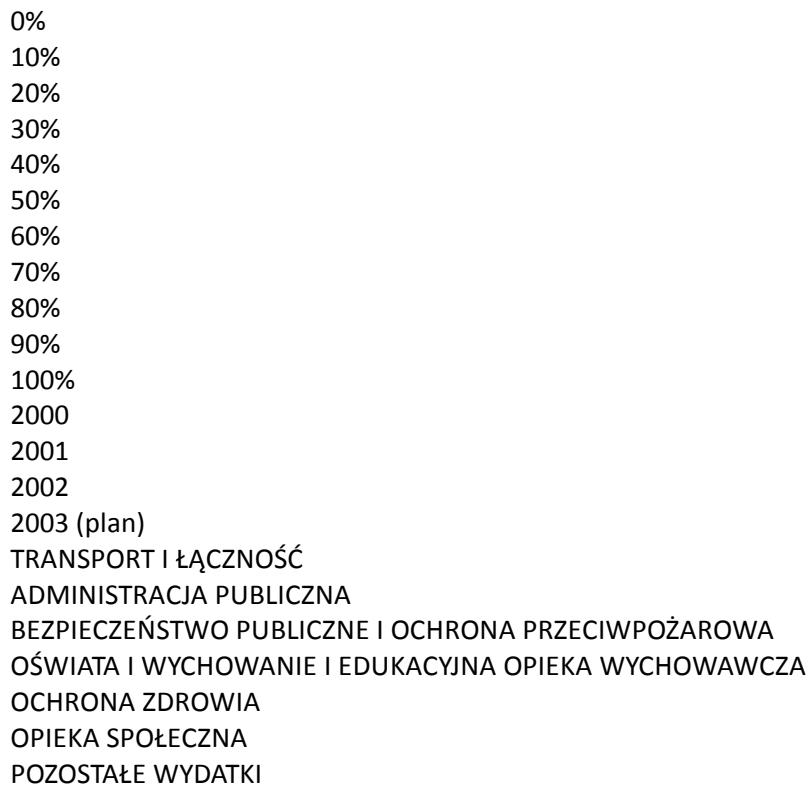 0%
10%
20%
30%
40%
50%
60%
70%
80%
90%
100%
2000
2001
2002
2003 (plan)
TRANSPORT I ŁĄCZNOŚĆ
ADMINISTRACJA PUBLICZNA
BEZPIECZEŃSTWO PUBLICZNE I OCHRONA PRZECIWPOŻAROWA
OŚWIATA I WYCHOWANIE I EDUKACYJNA OPIEKA WYCHOWAWCZA
OCHRONA ZDROWIA
OPIEKA SPOŁECZNA
POZOSTAŁE WYDATKI